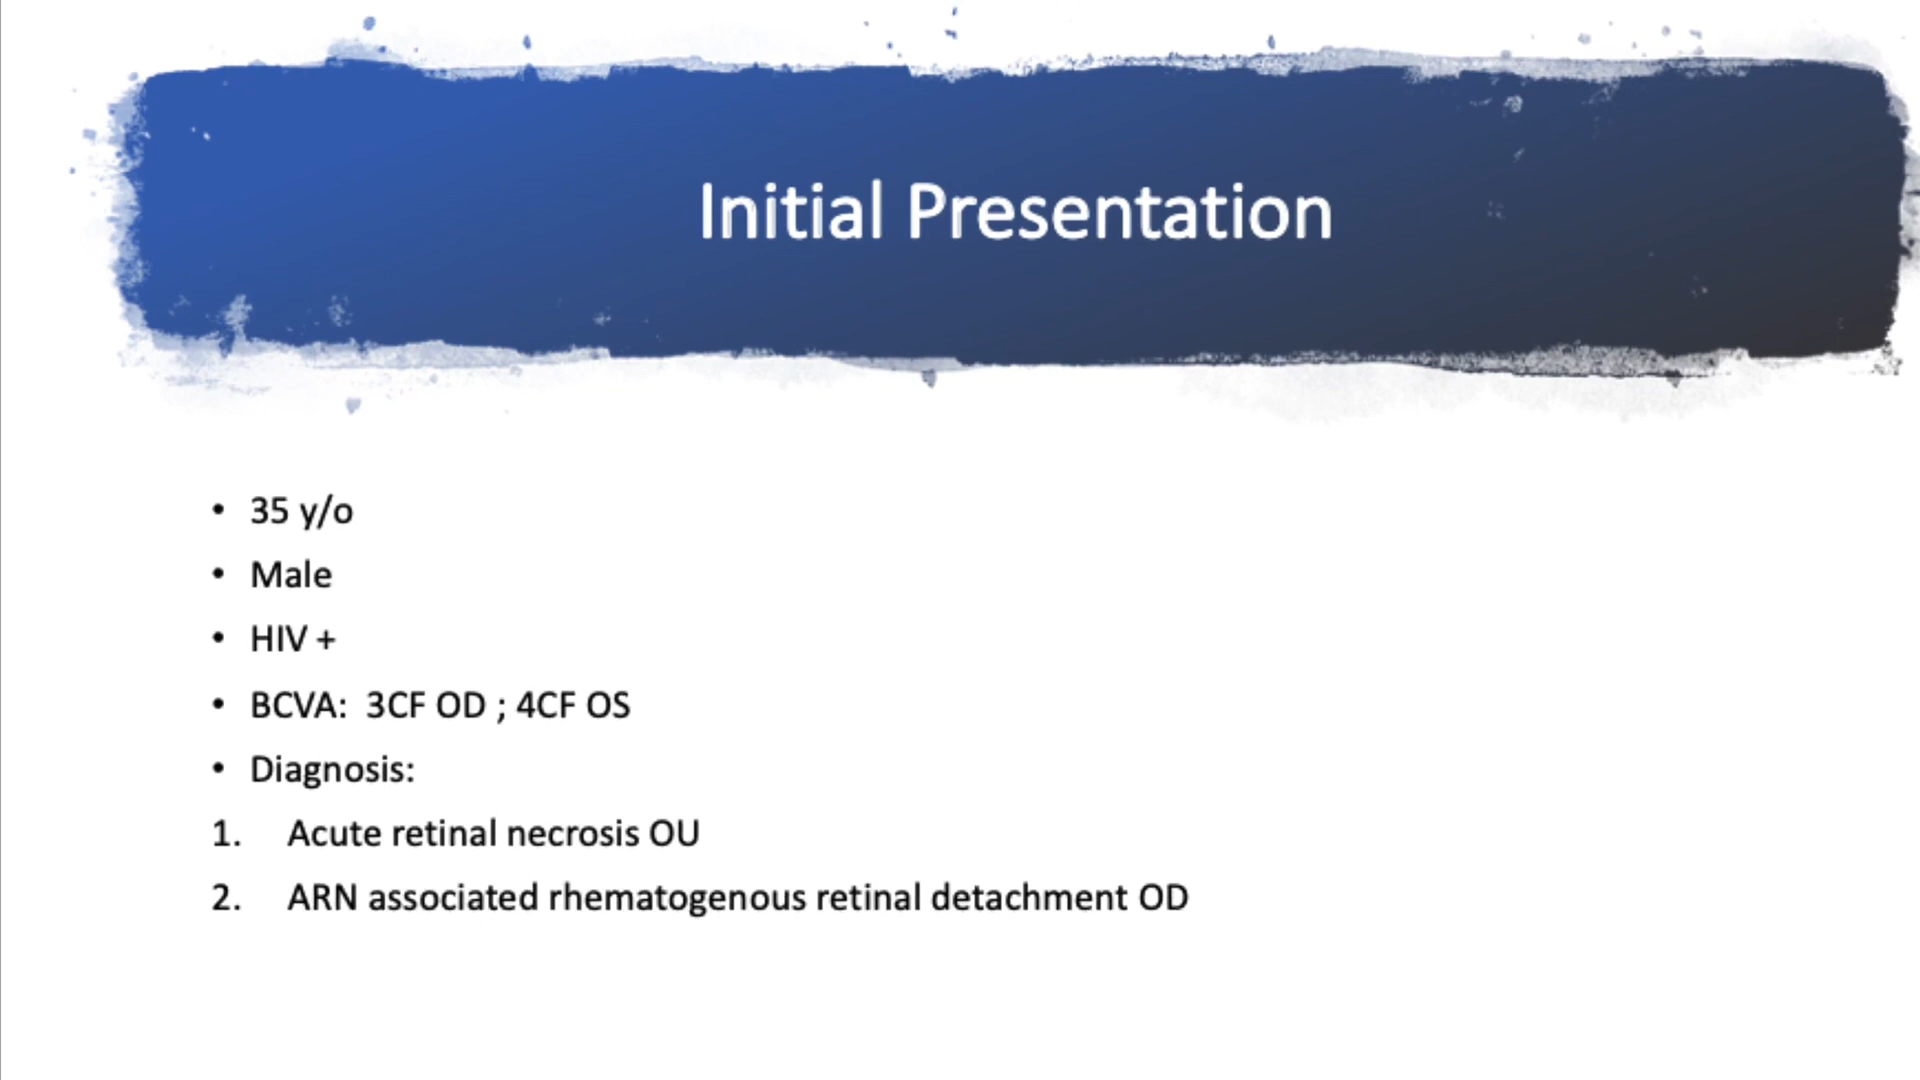 Initial Presentation
• 35 y/o
• Male
• HIV +
• BCVA:  3CF OD ; 4CF OS
• Diagnosis:
1. Acute retinal necrosis OU
2. ARN associated rhematogenous retinal detachment OD